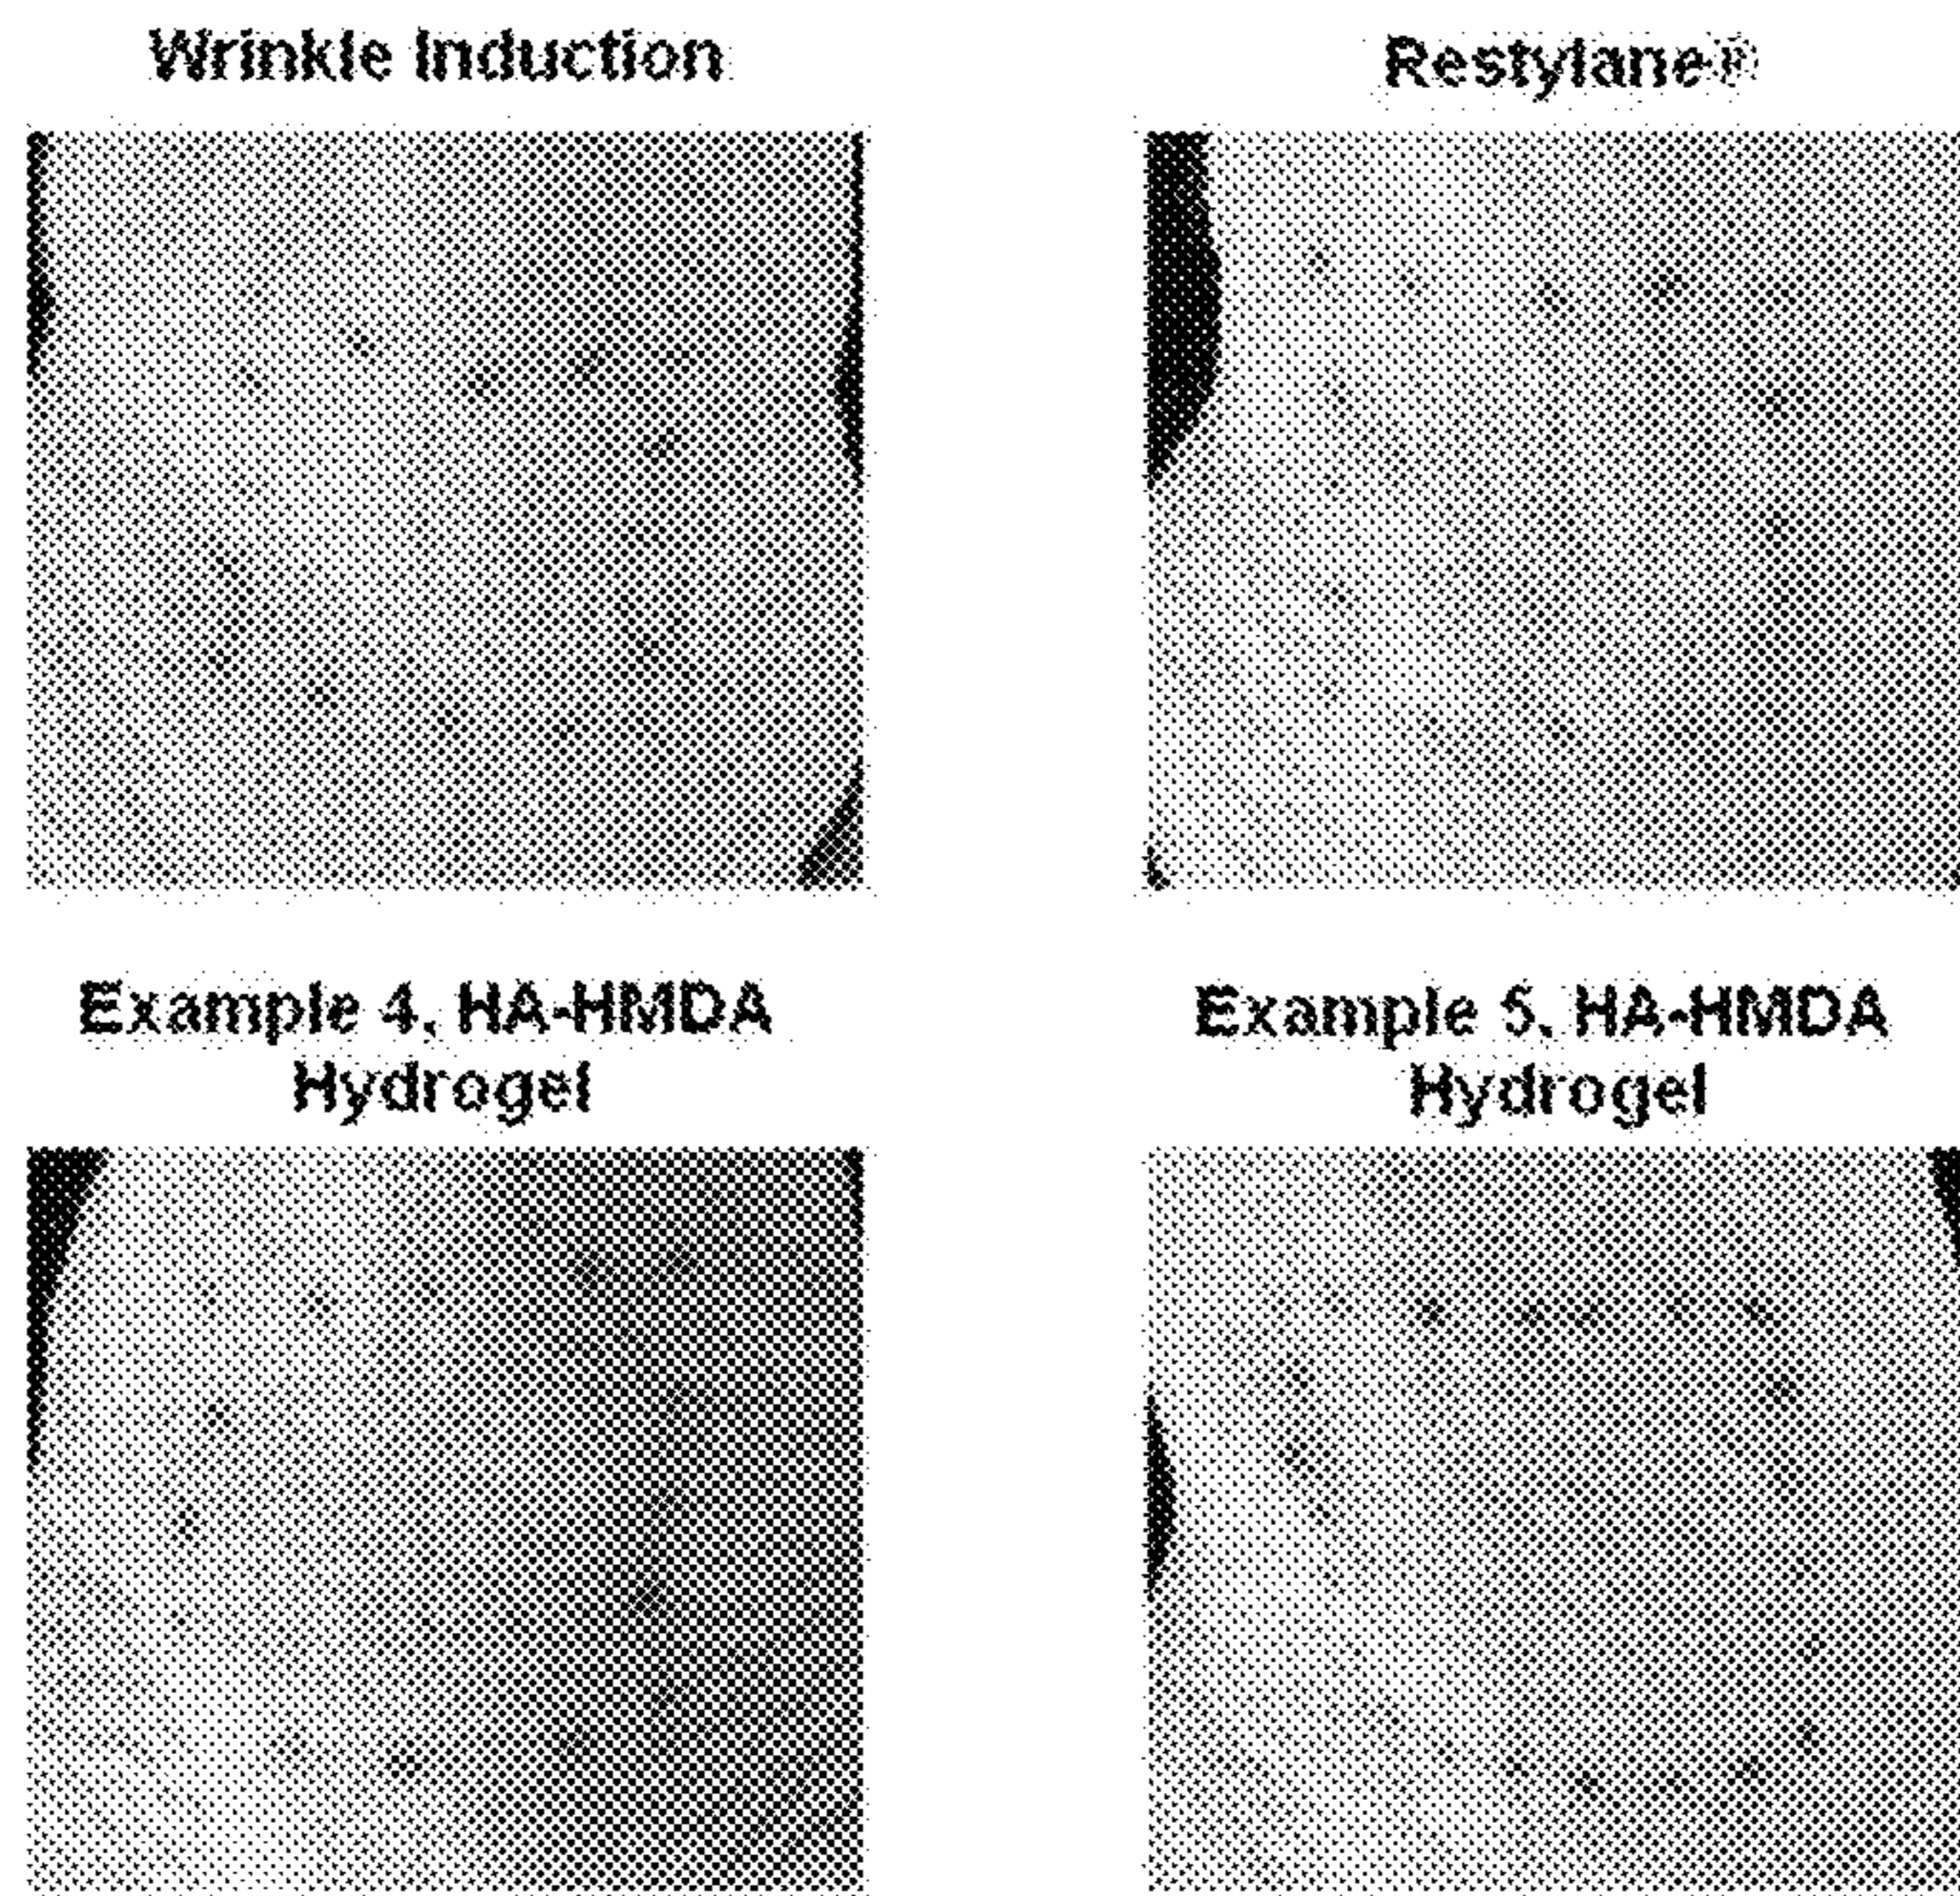 Wrinkle Induction
Restylane®
Example 4, HA-HMDA
Hydrogel
Example 5, HA-HMDA
Hydrogel